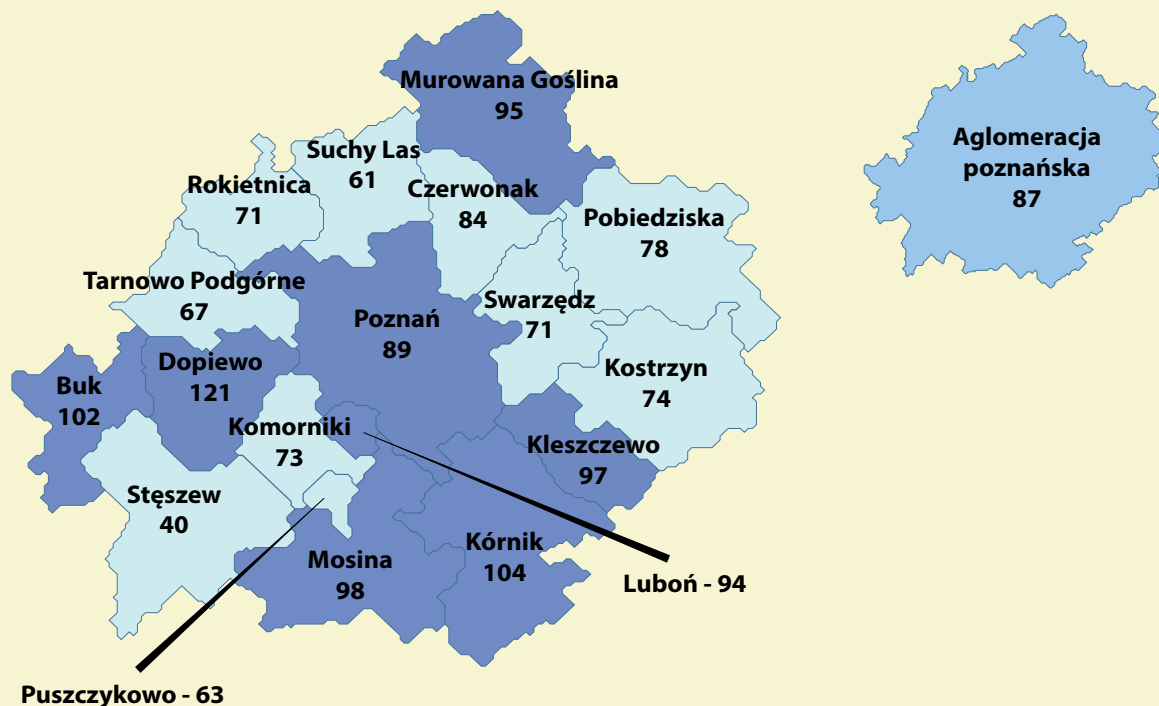 Murowana Goślina
95
Suchy Las
61
Rokietnica
71
Czerwonak
84
Pobiedziska
78
Tarnowo Podgórne
67
Swarzędz
71
Poznań
89
Dopiewo
121
Buk
102
Kostrzyn
74
Komorniki
73
Kleszczewo
97
Stęszew
40
Mosina
98
Kórnik
104
Luboń - 94
Puszczykowo - 63
Aglomeracja
poznańska
87